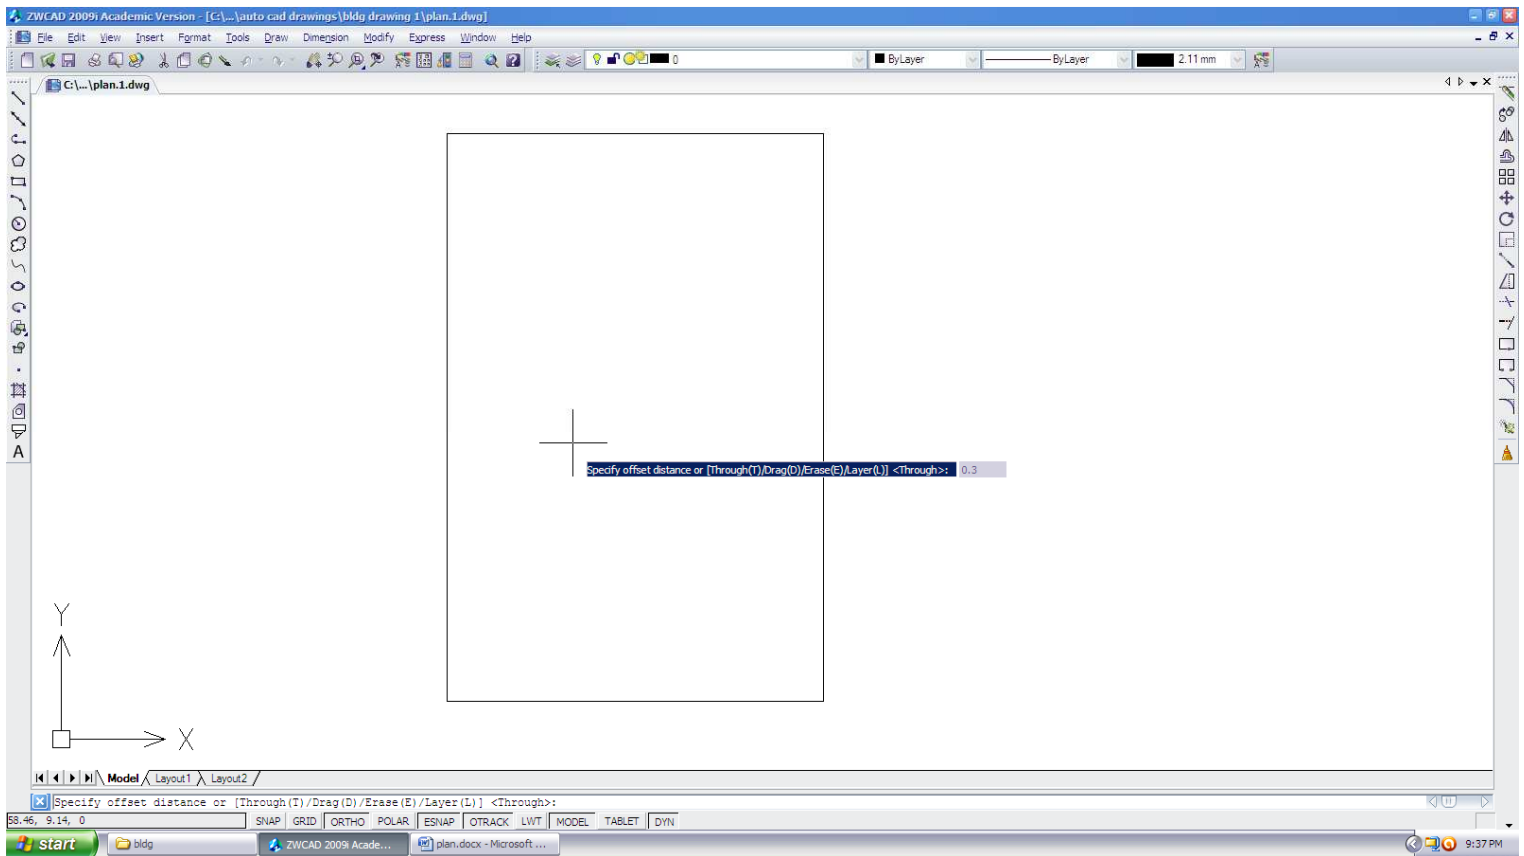 ZWCAD 2009i Academic Version - [C:\...\auto cad drawings\bldg drawing 1\plan.1.dwg]
File Edit View Insert Format Tools Draw Dimension Modify Express Window Help
0 ByLayer ByLayer 2.11 mm
C:\...\plan.1.dwg
A
Specify offset distance or [Through(T)/Drag(D)/Erase(E)/Layer(L)] <Through>: 0.3
Y
X
Model Layout1 Layout2
Specify offset distance or [Through(T)/Drag(D)/Erase(E)/Layer(L)] <Through>:
58.46, 9.14, 0 SNAP GRID ORTHO POLAR ESNAP OTRACK LWT MODEL TABLET DYN
start bldg ZWCAD 2009i Acade... plan.docx - Microsoft ... 9:37 PM